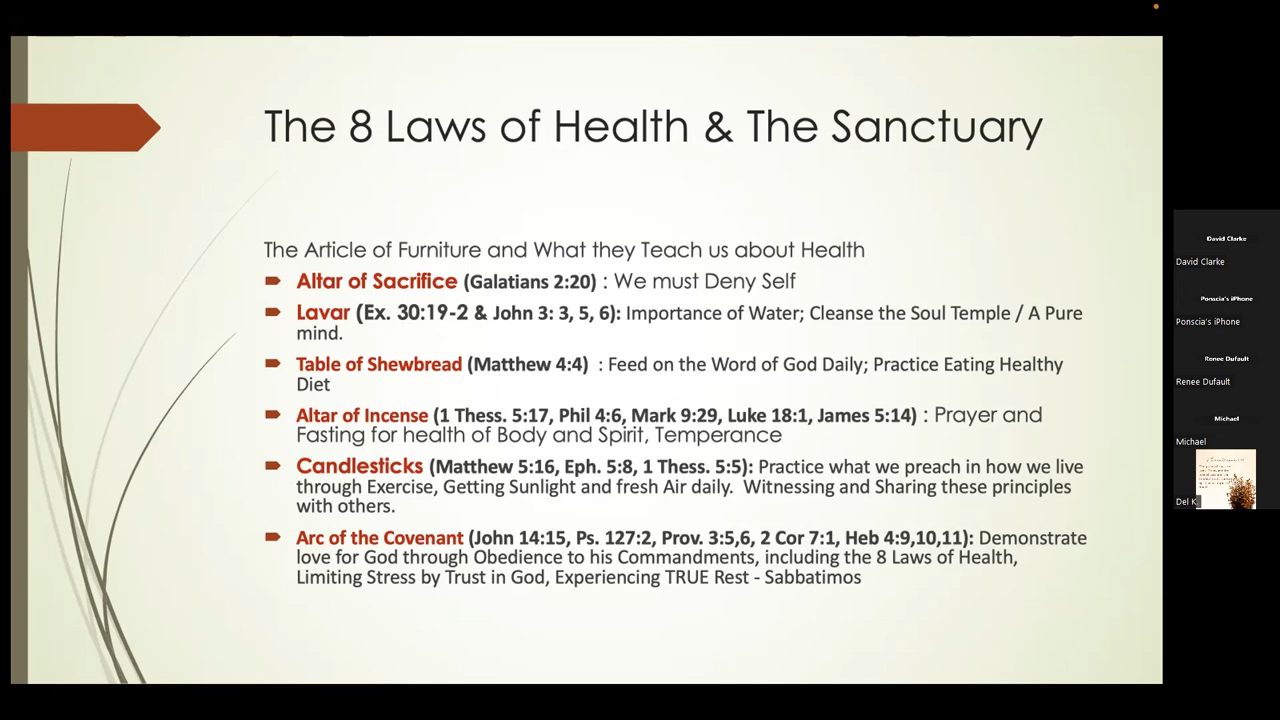 The 8 Laws of Health & The Sanctuary
The Article of Furniture and What they Teach us about Health
Altar of Sacrifice (Galatians 2:20) : We must Deny Self
Lavar (Ex. 30:19-2 & John 3: 3, 5, 6): Importance of Water; Cleanse the Soul Temple / A Pure
mind.
Table of Shewbread (Matthew 4:4)  : Feed on the Word of God Daily; Practice Eating Healthy
Diet
Altar of Incense (1 Thess. 5:17, Phil 4:6, Mark 9:29, Luke 18:1, James 5:14) : Prayer and
Fasting for health of Body and Spirit, Temperance
Candlesticks (Matthew 5:16, Eph. 5:8, 1 Thess. 5:5): Practice what we preach in how we live
through Exercise, Getting Sunlight and fresh Air daily.  Witnessing and Sharing these principles
with others.
Arc of the Covenant (John 14:15, Ps. 127:2, Prov. 3:5,6, 2 Cor 7:1, Heb 4:9,10,11): Demonstrate
love for God through Obedience to his Commandments, including the 8 Laws of Health,
Limiting Stress by Trust in God, Experiencing TRUE Rest - Sabbatimos
David Clarke
David Clarke
Ponscia's iPhone
Ponscia's iPhone
Renee Dufault
Renee Dufault
Michael
Michael
Del K